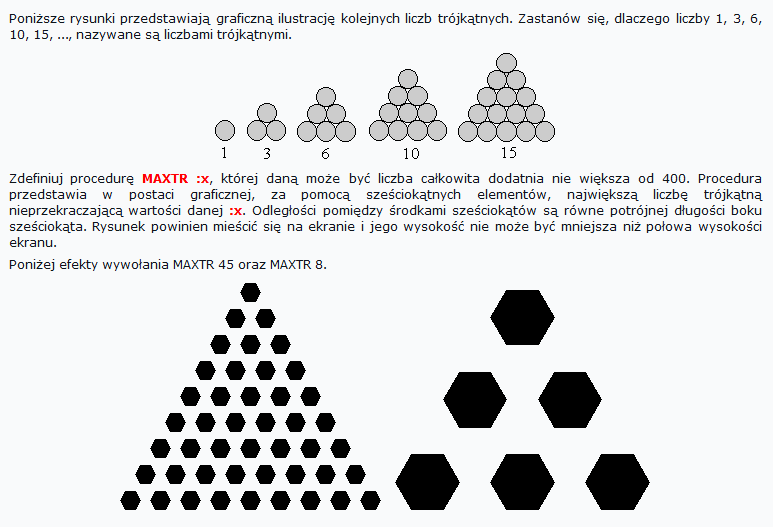 Poniższe rysunki przedstawiają graficzną ilustrację kolejnych liczb trójkątnych. Zastanów się, dlaczego liczby 1, 3, 6,
10, 15, ..., nazywane są liczbami trójkątnymi.
1 3 6 10 15
Zdefiniuj procedurę MAXTR :x, której daną może być liczba całkowita dodatnia nie większa od 400. Procedura
przedstawia w postaci graficznej, za pomocą sześciokątnych elementów, największą liczbę trójkątną
nieprzekraczającą wartości danej :x. Odległości pomiędzy środkami sześciokątów są równe potrójnej długości boku
sześciokąta. Rysunek powinien mieścić się na ekranie i jego wysokość nie może być mniejsza niż połowa wysokości
ekranu.
Poniżej efekty wywołania MAXTR 45 oraz MAXTR 8.